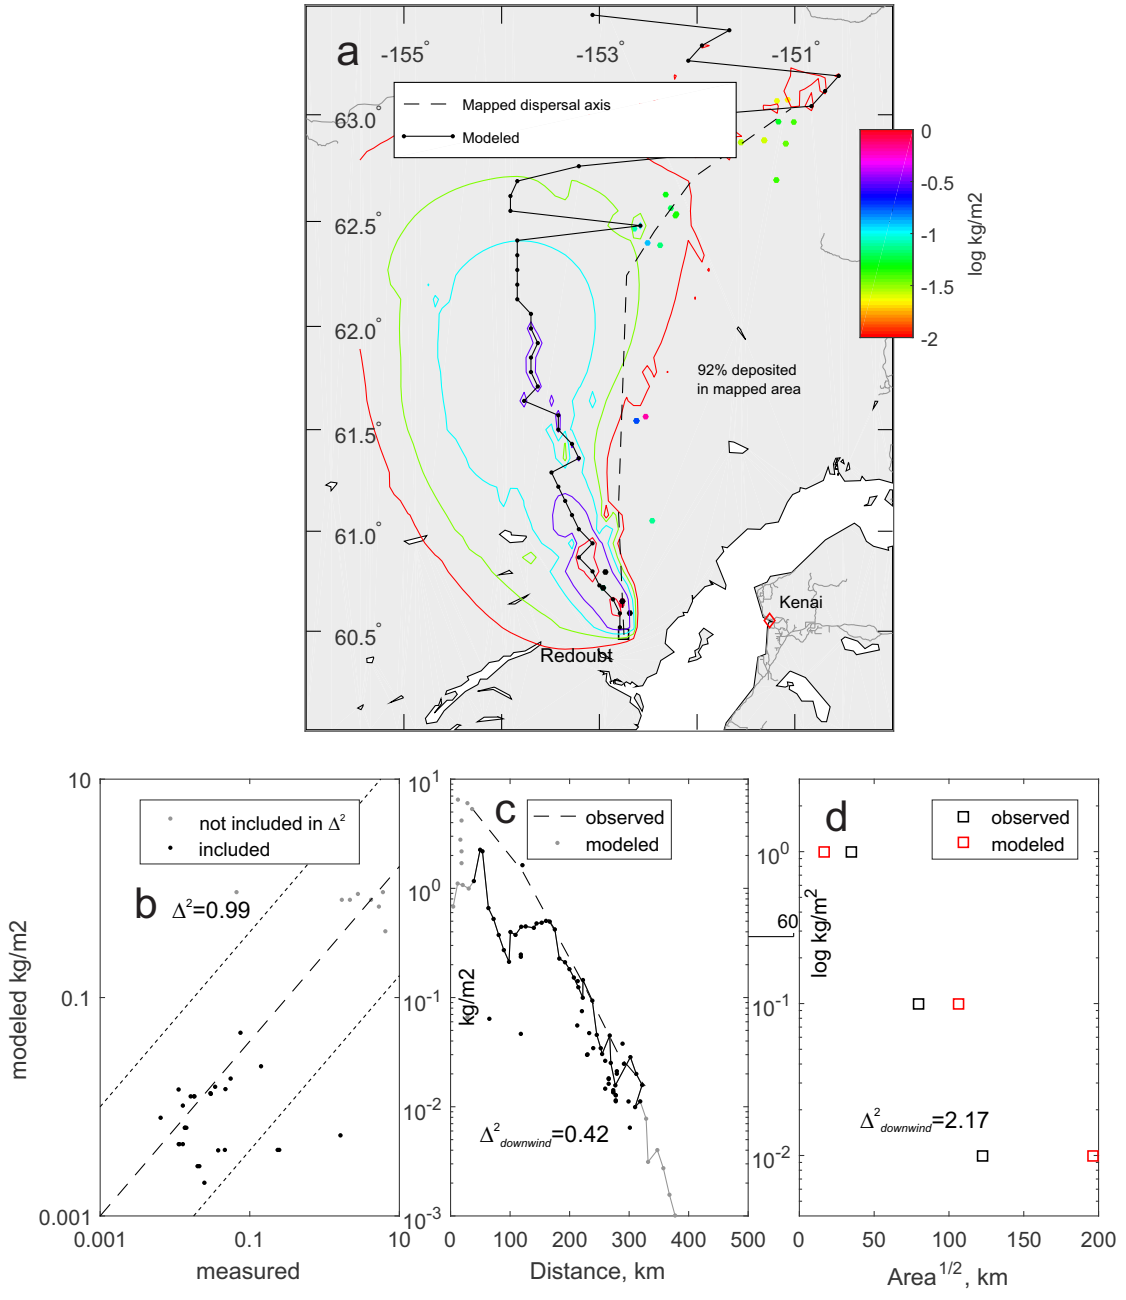 a
-155°
-153°
-151°
Mapped dispersal axis
Modeled
63.0°
62.5°
62.0°
61.5°
61.0°
60.5°
0
-0.5
-1
-1.5
-2
log kg/m2
92% deposited
in mapped area
Kenai
Redoubt
b
not included in Δ²
included
Δ²=0.99
10
0.1
0.001
modeled kg/m2
0.001
0.1
10
measured
c
observed
modeled
10¹
10⁰
10⁻¹
10⁻²
10⁻³
kg/m2
Δ²downwind=0.42
0 100 200 300 400 500
Distance, km
d
observed
modeled
10⁰
60
10⁻¹
10⁻²
log kg/m²
Δ²downwind=2.17
0 50 100 150 200
Area¹ᐟ², km